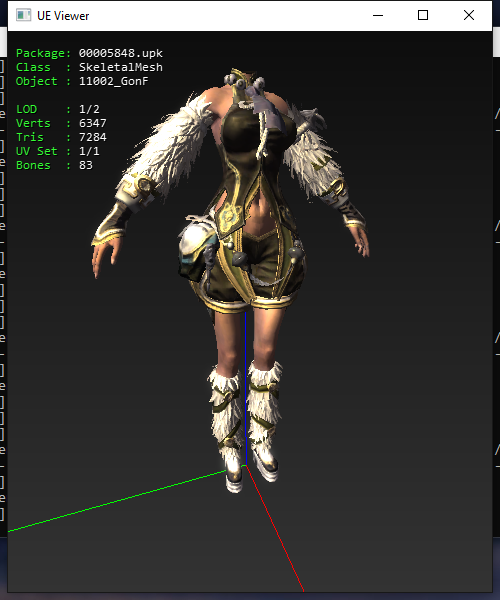 UE Viewer
Package: 00005848.upk
Class : SkeletalMesh
Object : 11002_GonF
LOD : 1/2
Verts : 6347
Tris : 7284
UV Set : 1/1
Bones : 83